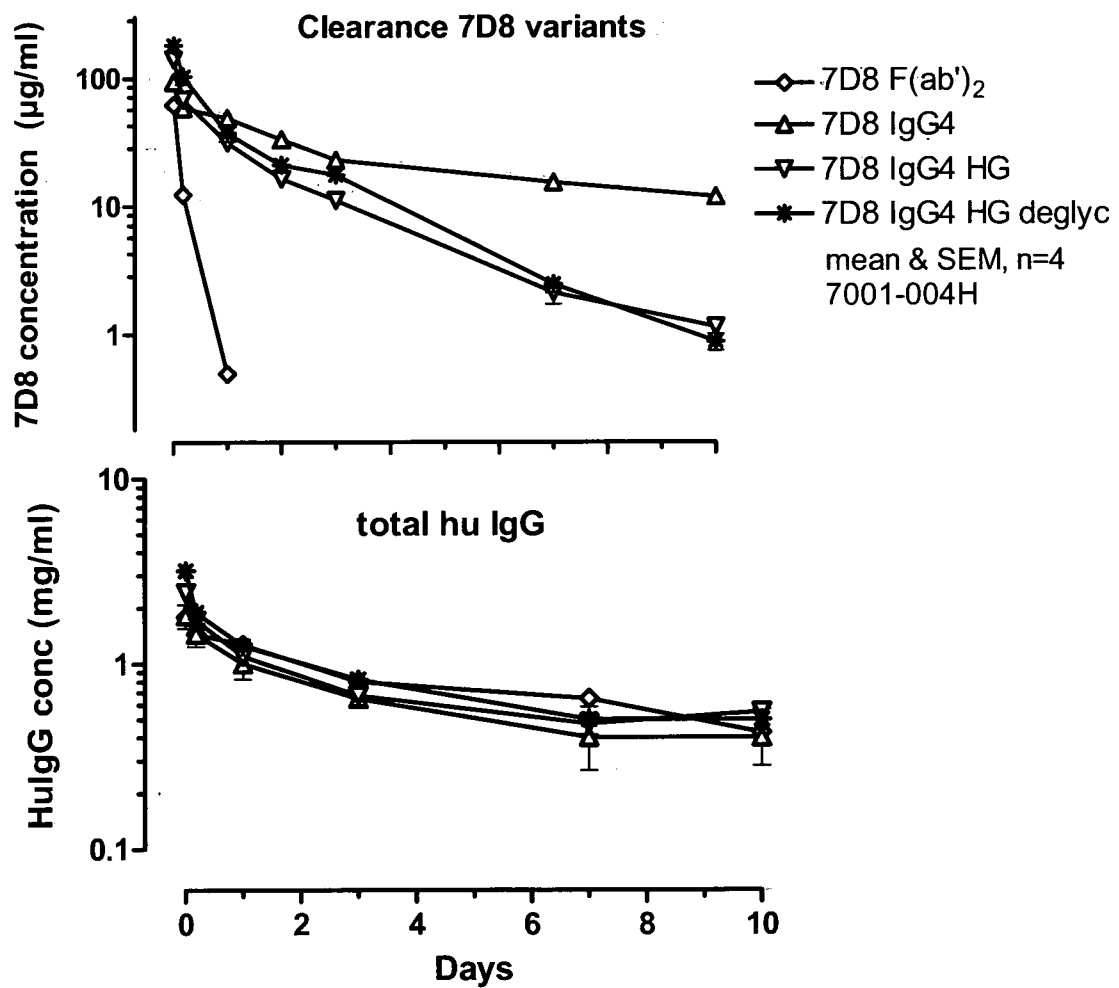 Clearance 7D8 variants
7D8 concentration (µg/ml)
100
10
1
7D8 F(ab')2
7D8 IgG4
7D8 IgG4 HG
7D8 IgG4 HG deglyc
mean & SEM, n=4
7001-004H
total hu IgG
HuIgG conc (mg/ml)
10
1
0.1
0 2 4 6 8 10
Days